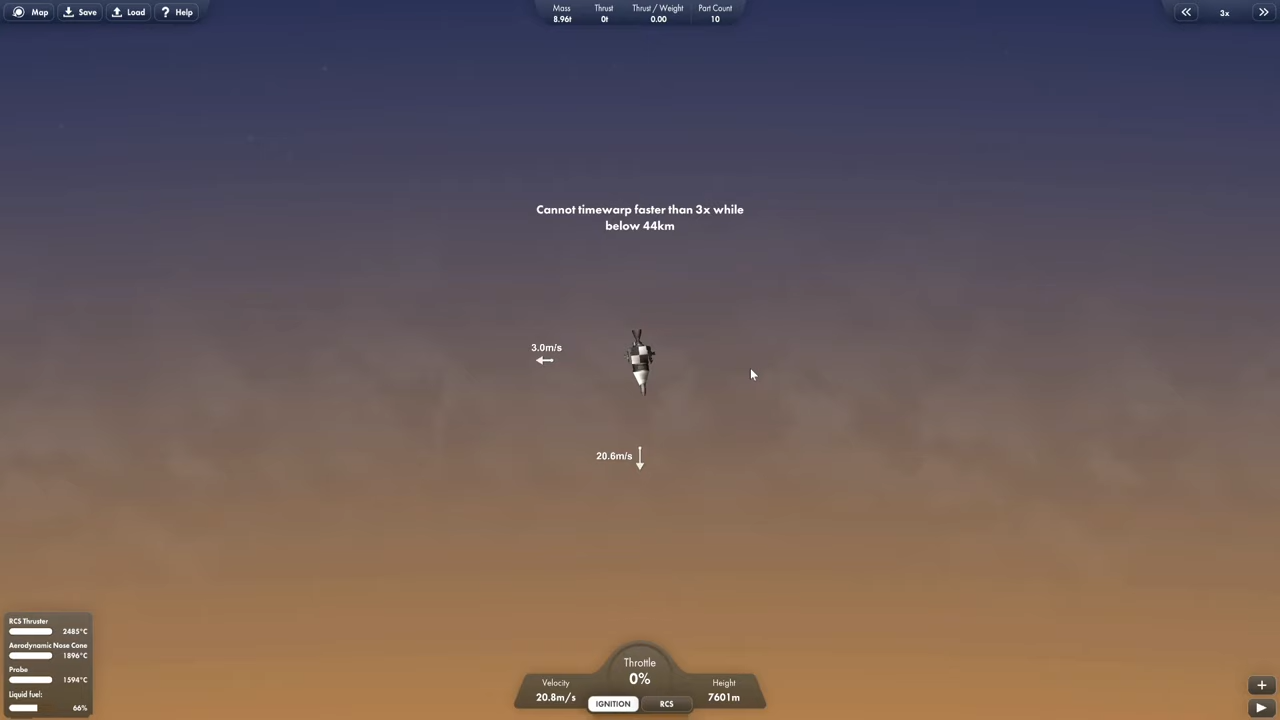 Map Save Load Help
Mass Thrust Thrust / Weight Part Count
8.96t 0t 0.00 10
3x
Cannot timewarp faster than 3x while
below 44km
3.0m/s
20.6m/s
RCS Thruster
2485°C
Aerodynamic Nose Cone
1896°C
Probe
1594°C
Liquid fuel:
66%
Throttle
0%
Velocity Height
20.8m/s IGNITION RCS 7601m